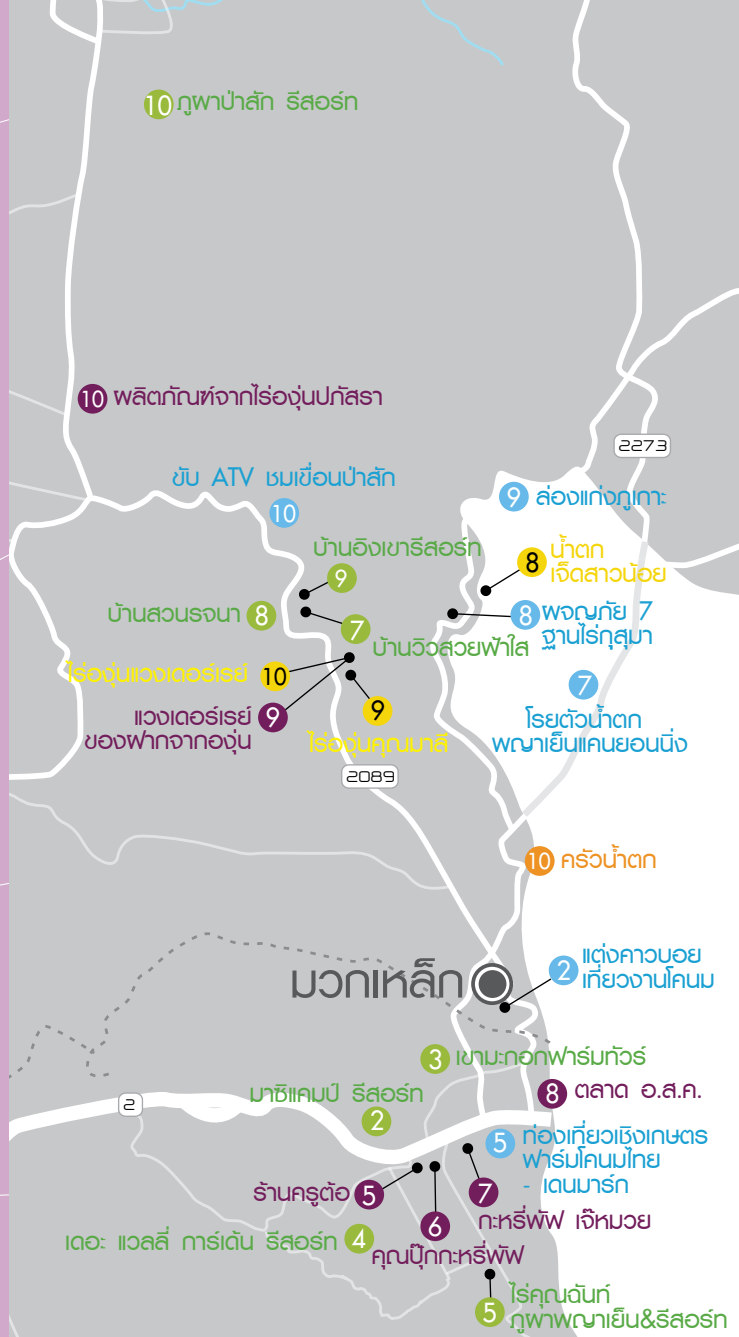 10 ภูผาป่าสัก รีสอร์ท
10 ผลิตภัณฑ์จากไร่องุ่นปภัสรา
2273
ขับ ATV ชมเขื่อนป่าสัก
10
9 ล่องแก่งภูเกาะ
บ้านอิงเขารีสอร์ท
9
8 น้ำตก
เจ็ดสาวน้อย
บ้านสวนรจนา 8
7
บ้านวิวสวยฟ้าใส
8 ผจญภัย 7
ฐานไร่กุสุมา
ไร่องุ่นแวงเดอร์เรย์ 10
7
โรยตัวน้ำตก
พญาเย็นแคนยอนนิ่ง
แวงเดอร์เรย์ 9
ของฝากจากองุ่น
9
ไร่องุ่นคุณมาลี
2089
10 ครัวน้ำตก
มวกเหล็ก
2 แต่งคาวบอย
เที่ยวงานโคนม
3 เขามะกอกฟาร์มทัวร์
2
มาซิแคมป์ รีสอร์ท
2
8 ตลาด อ.ส.ค.
5 ท่องเที่ยวเชิงเกษตร
ฟาร์มโคนมไทย
- เดนมาร์ก
ร้านครูต้อ 5
7
กะหรี่พัฟ เจ๊หมวย
6
คุณปุ๊กกะหรี่พัฟ
เดอะ แวลลี่ การ์เด้น รีสอร์ท 4
5 ไร่คุณฉันท์
ภูผาพญาเย็น&รีสอร์ท